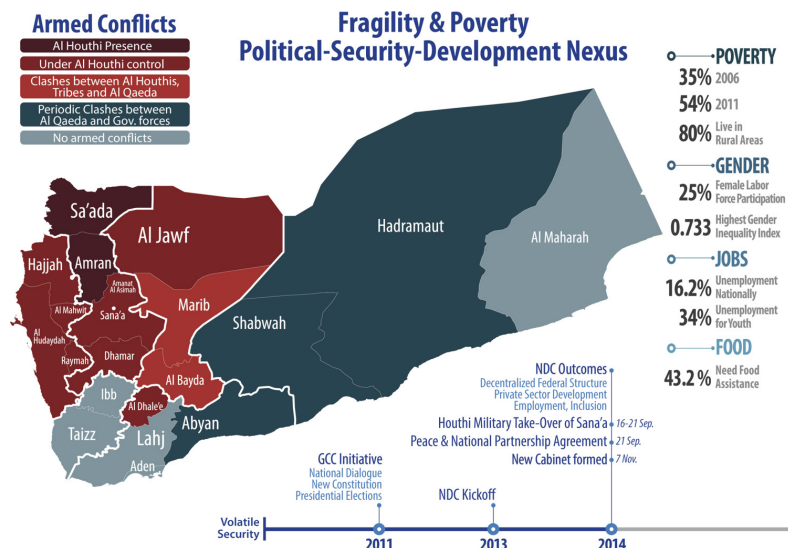 Armed Conflicts
Al Houthi Presence
Under Al Houthi control
Clashes between Al Houthis,
Tribes and Al Qaeda
Periodic Clashes between
Al Qaeda and Gov. forces
No armed conflicts
Fragility & Poverty
Political-Security-Development Nexus
POVERTY
35% 2006
54% 2011
80% Live in
Rural Areas
GENDER
25% Female Labor
Force Participation
0.733 Highest Gender
Inequality Index
JOBS
16.2% Unemployment
Nationally
34% Unemployment
for Youth
FOOD
43.2% Need Food
Assistance
Sa'ada
Al Jawf
Hadramaut
Al Maharah
Hajjah
Amran
Amanat
Al Asimah
Marib
Al Mahwit
Sana'a
Shabwah
Al
Hudaydah
Raymah
Dhamar
Al Bayda
Ibb
Al Dhale'e
Abyan
Taizz
Lahj
Aden
NDC Outcomes
Decentralized Federal Structure
Private Sector Development
Employment, Inclusion
Houthi Military Take-Over of Sana'a 16-21 Sep.
Peace & National Partnership Agreement 21 Sep.
New Cabinet formed 7 Nov.
GCC Initiative
National Dialogue
New Constitution
Presidential Elections
NDC Kickoff
Volatile
Security
2011
2013
2014